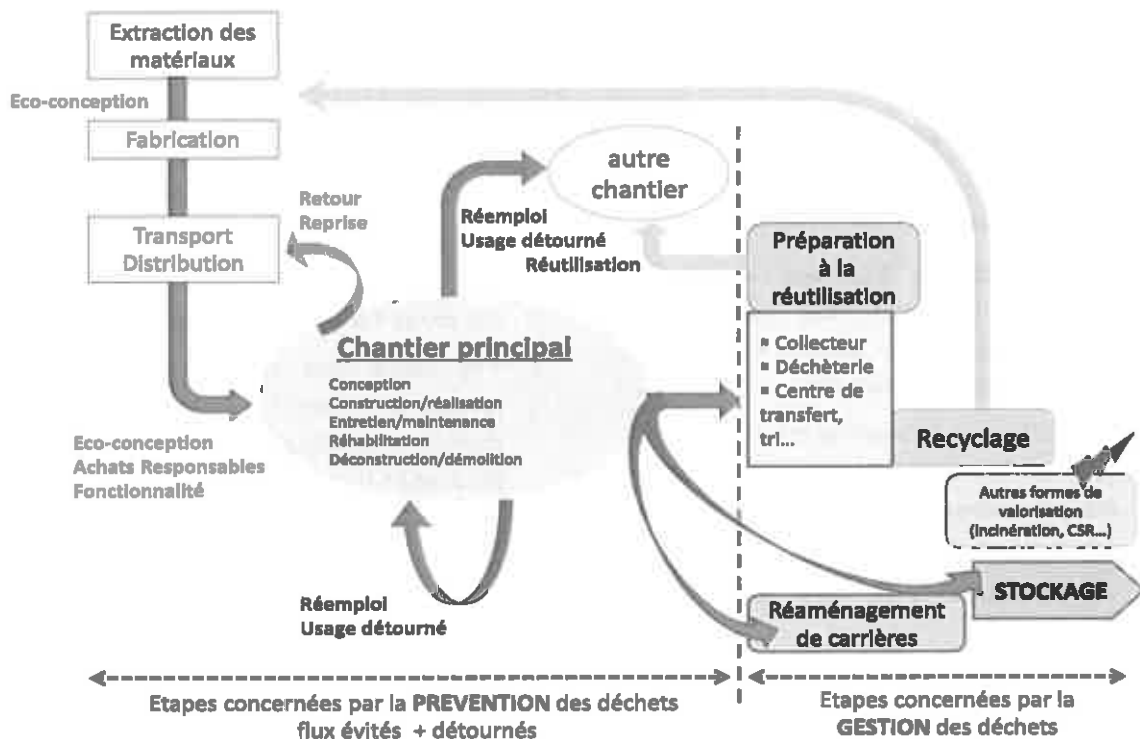 Extraction des
matériaux
Eco-conception
Fabrication
Transport
Distribution
Retour
Reprise
autre
chantier
Réemploi
Usage détourné
Réutilisation
Préparation
à la
réutilisation
Chantier principal
Conception
Construction/réalisation
Entretien/maintenance
Réhabilitation
Déconstruction/démolition
Eco-conception
Achats Responsables
Fonctionnalité
▪ Collecteur
▪ Déchèterie
▪ Centre de
transfert,
tri...
Recyclage
Autres formes de
valorisation
(incinération, CSR...)
STOCKAGE
Réaménagement
de carrières
Réemploi
Usage détourné
Etapes concernées par la PREVENTION des déchets
flux évités + détournés
Etapes concernées par la
GESTION des déchets